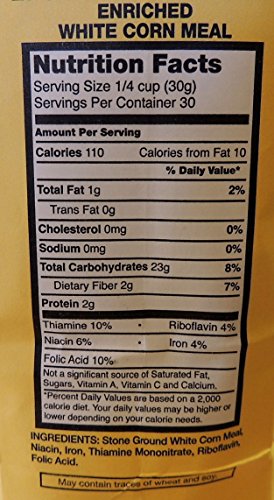 ENRICHED
WHITE CORN MEAL
Nutrition Facts
Serving Size 1/4 cup (30g)
Servings Per Container 30
Amount Per Serving
Calories 110 Calories from Fat 10
% Daily Value*
Total Fat 1g 2%
Trans Fat 0g
Cholesterol 0mg 0%
Sodium 0mg 0%
Total Carbohydrates 23g 8%
Dietary Fiber 2g 7%
Protein 2g
Thiamine 10% • Riboflavin 4%
Niacin 6% • Iron 4%
Folic Acid 10%
Not a significant source of Saturated Fat,
Sugars, Vitamin A, Vitamin C and Calcium.
*Percent Daily Values are based on a 2,000
calorie diet. Your daily values may be higher or
lower depending on your calorie needs.
INGREDIENTS: Stone Ground White Corn Meal,
Niacin, Iron, Thiamine Mononitrate, Riboflavin,
Folic Acid.
May contain traces of wheat and soy.